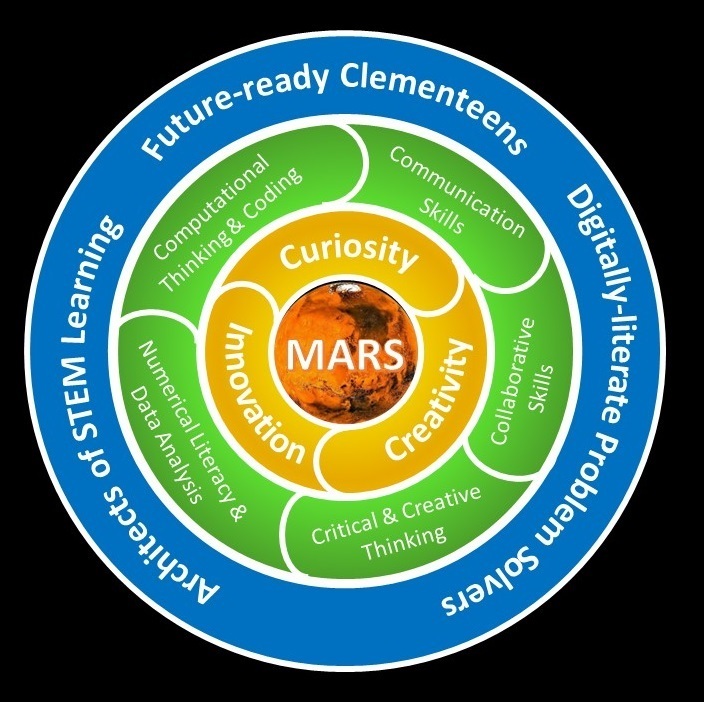 Future-ready Clementeens
Digitally-literate Problem Solvers
Architects of STEM Learning
Computational
Thinking & Coding
Communication
Skills
Collaborative
Skills
Critical & Creative
Thinking
Numerical Literacy &
Data Analysis
Curiosity
Creativity
Innovation
MARS